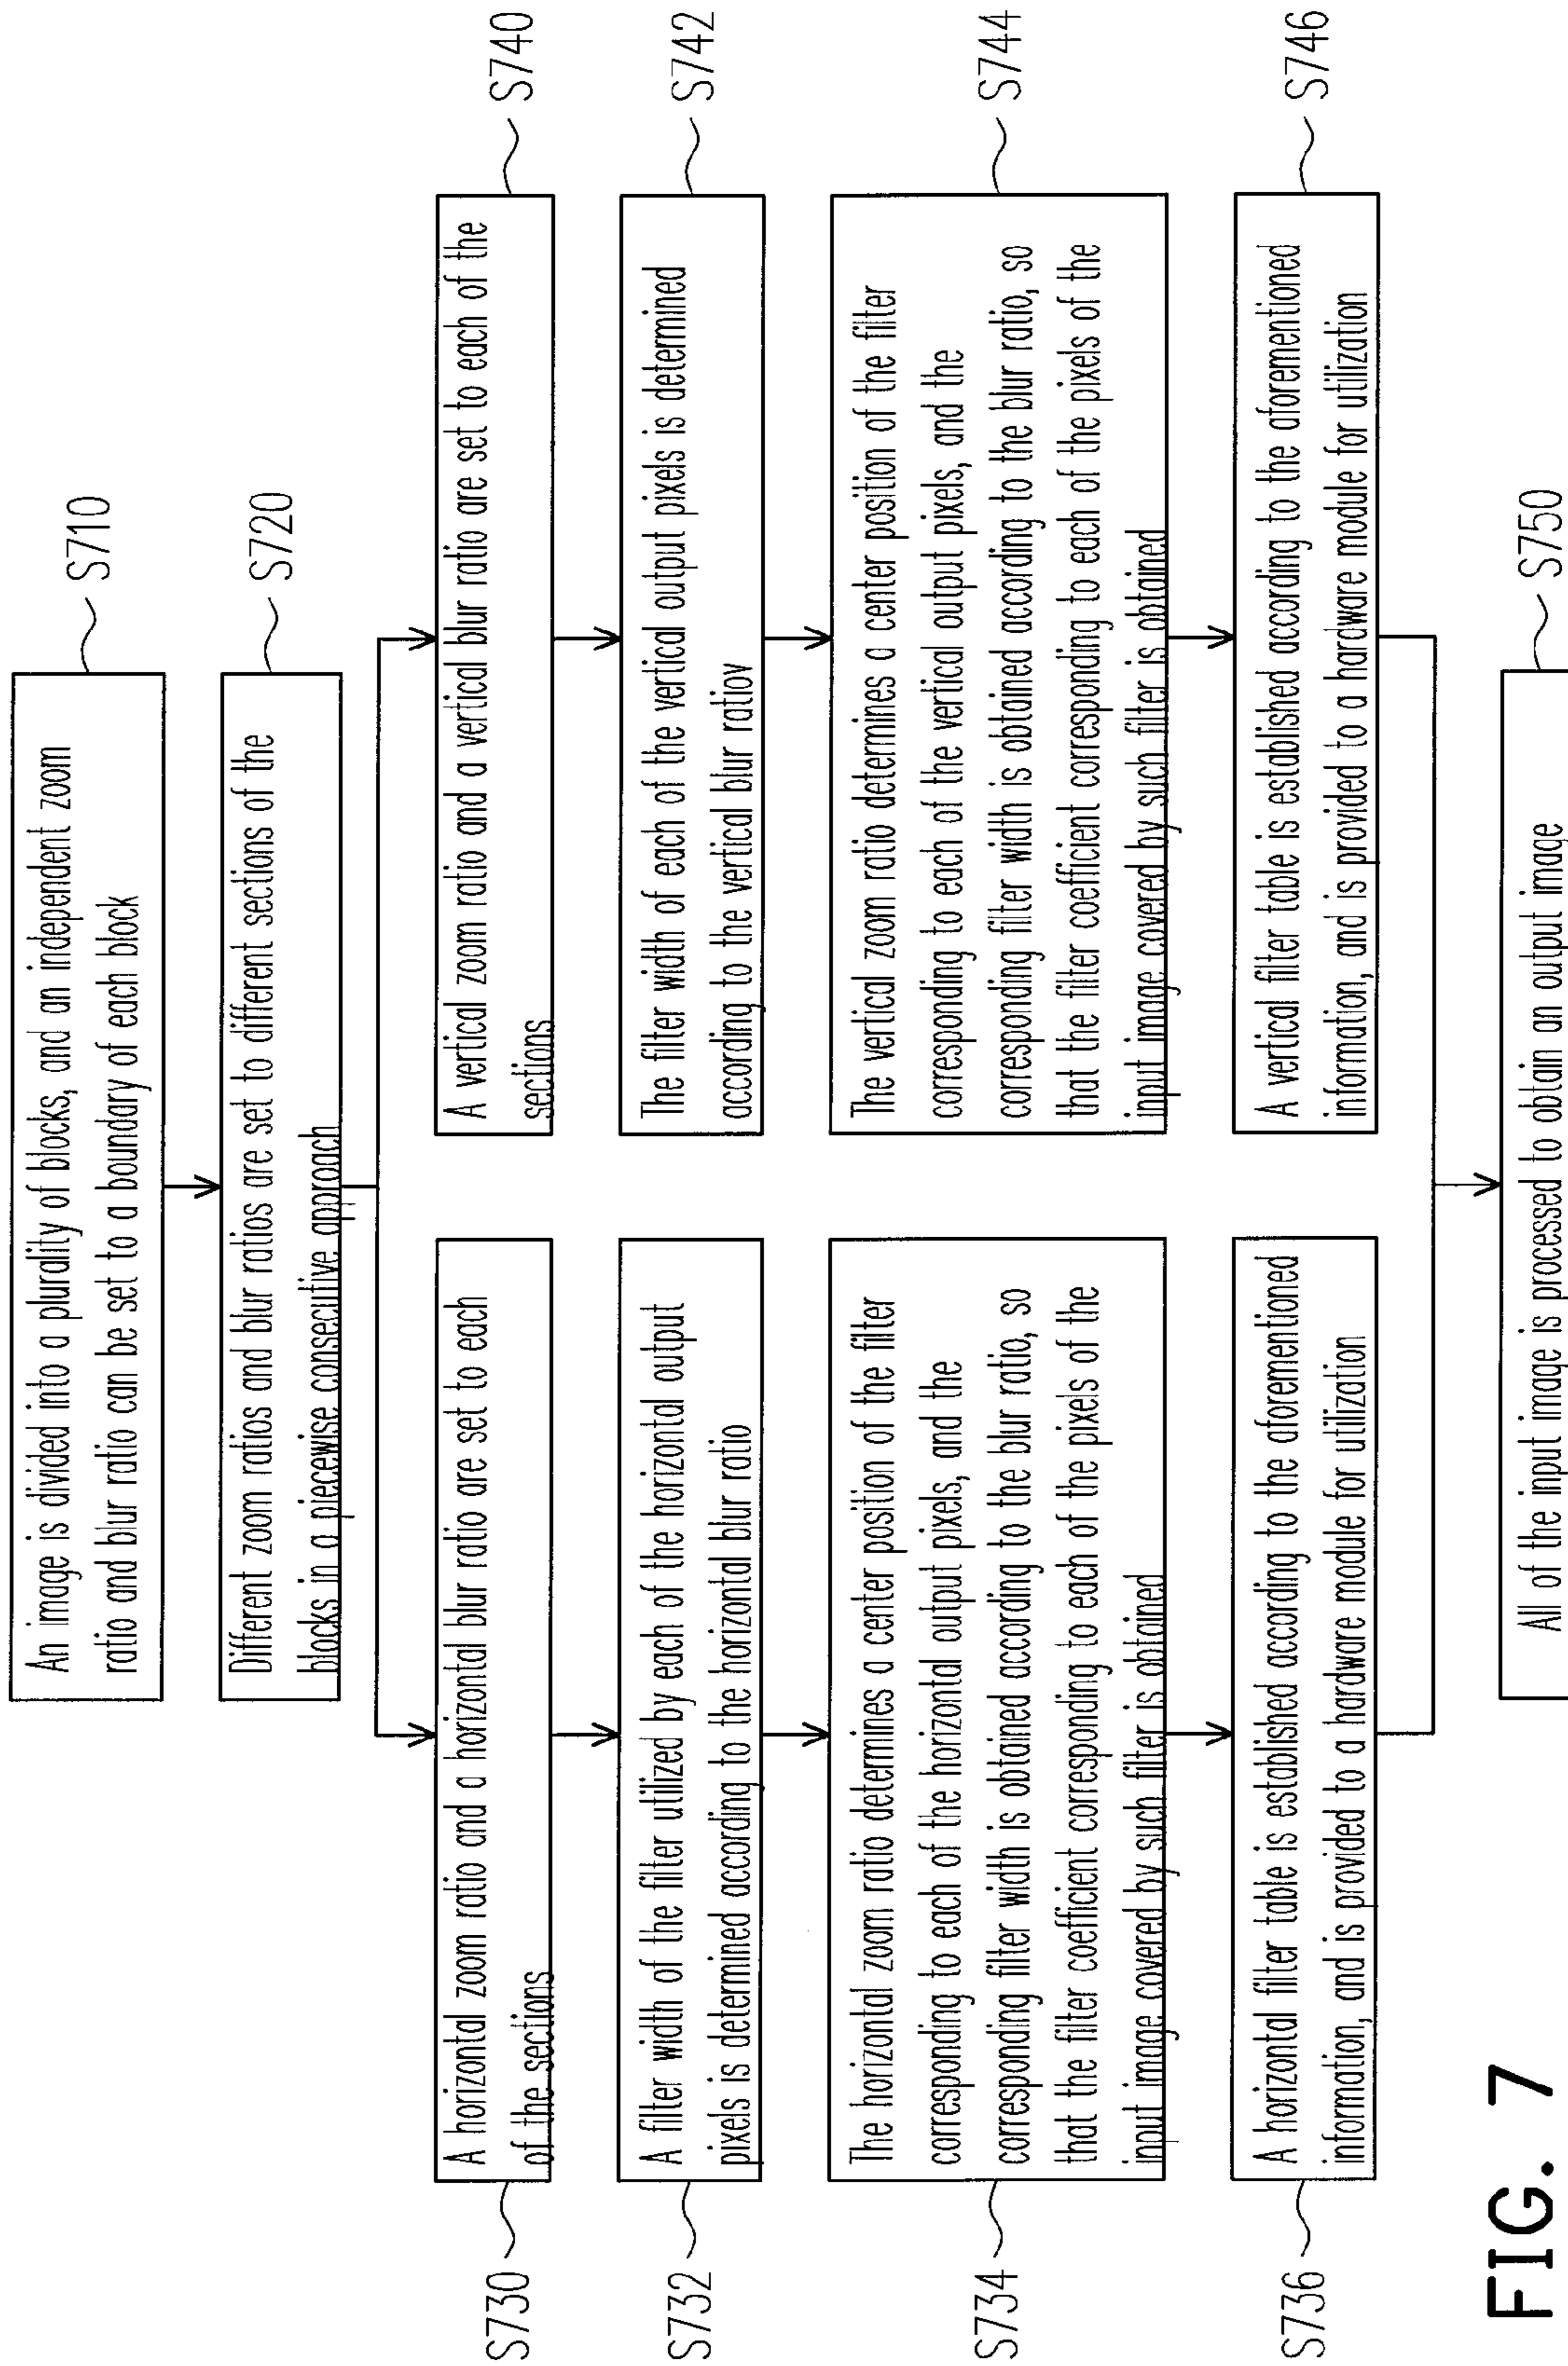 An image is divided into a plurality of blocks, and an independent zoom
ratio and blur ratio can be set to a boundary of each block
S710
Different zoom ratios and blur ratios are set to different sections of the
blocks in a piecewise consecutive approach
S720
S730
A horizontal zoom ratio and a horizontal blur ratio are set to each
of the sections
S732
A filter width of the filter utilized by each of the horizontal output
pixels is determined according to the horizontal blur ratio
S734
The horizontal zoom ratio determines a center position of the filter
corresponding to each of the horizontal output pixels, and the
corresponding filter width is obtained according to the blur ratio, so
that the filter coefficient corresponding to each of the pixels of the
input image covered by such filter is obtained
S736
A horizontal filter table is established according to the aforementioned
information, and is provided to a hardware module for utilization
A vertical zoom ratio and a vertical blur ratio are set to each of the
sections
S740
The filter width of each of the vertical output pixels is determined
according to the vertical blur ratiov
S742
The vertical zoom ratio determines a center position of the filter
corresponding to each of the vertical output pixels, and the
corresponding filter width is obtained according to the blur ratio, so
that the filter coefficient corresponding to each of the pixels of the
input image covered by such filter is obtained
S744
A vertical filter table is established according to the aforementioned
information, and is provided to a hardware module for utilization
S746
All of the input image is processed to obtain an output image
S750
FIG. 7